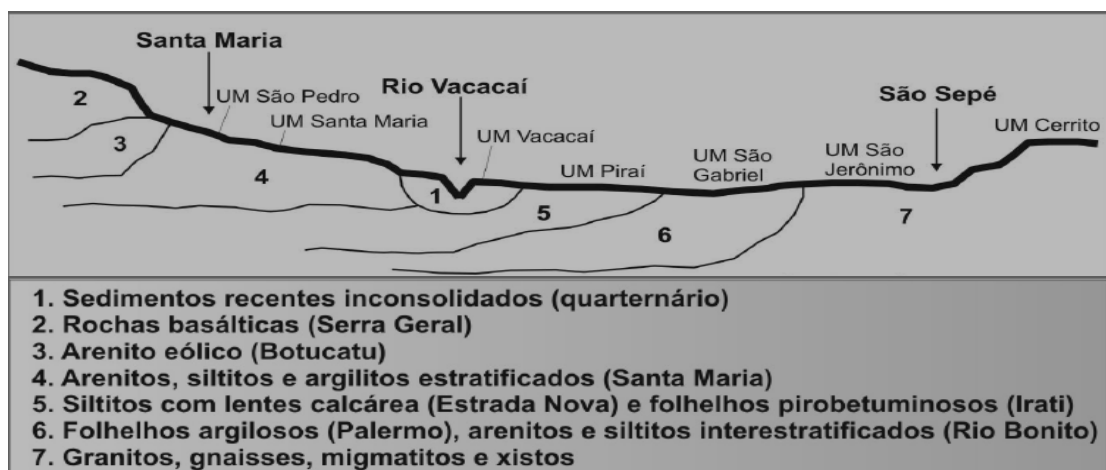 Santa Maria
Rio Vacacaí
São Sepé
2
UM São Pedro
UM Santa Maria
UM Vacacaí
UM Cerrito
3
4
1
UM Piraí
UM São
Gabriel
UM São
Jerônimo
5
6
7
1. Sedimentos recentes inconsolidados (quarternário)
2. Rochas basálticas (Serra Geral)
3. Arenito eólico (Botucatu)
4. Arenitos, siltitos e argilitos estratificados (Santa Maria)
5. Siltitos com lentes calcárea (Estrada Nova) e folhelhos pirobetuminosos (Irati)
6. Folhelhos argilosos (Palermo), arenitos e siltitos interestratificados (Rio Bonito)
7. Granitos, gnaisses, migmatitos e xistos